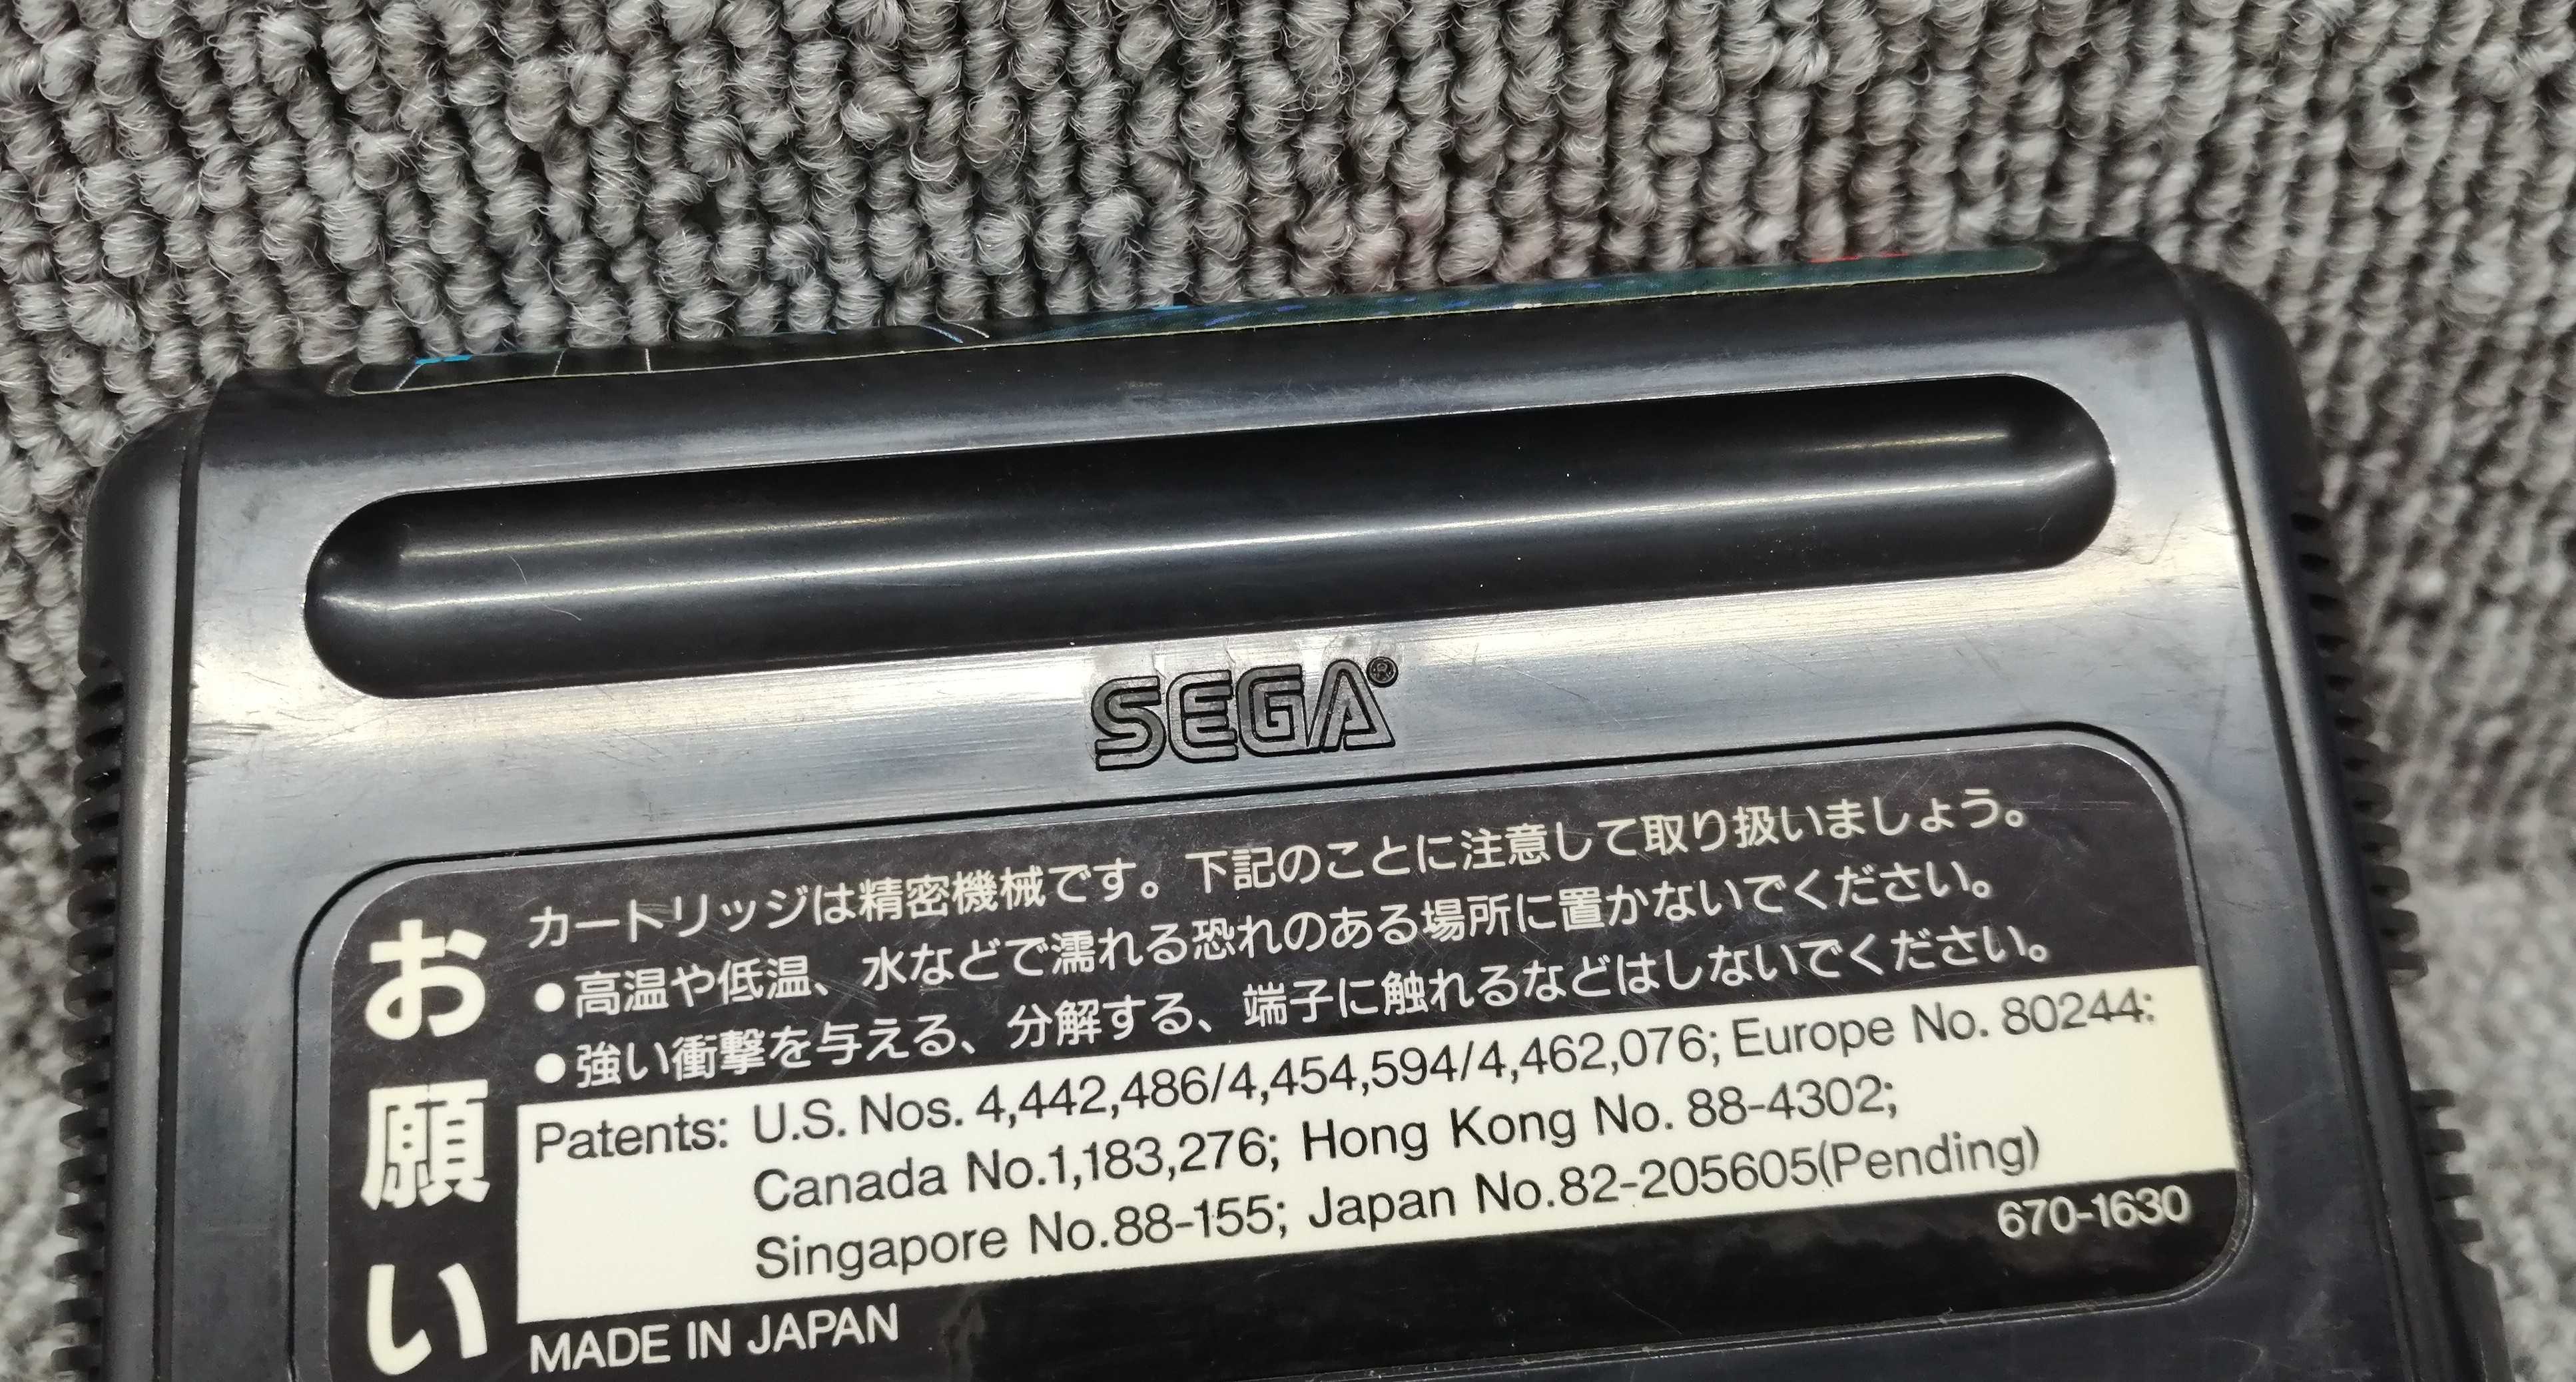 SEGA®
お願い
カートリッジは精密機械です。下記のことに注意して取り扱いましょう。
●高温や低温、水などで濡れる恐れのある場所に置かないでください。
●強い衝撃を与える、分解する、端子に触れるなどはしないでください。
Patents: U.S. Nos. 4,442,486/4,454,594/4,462,076; Europe No. 80244;
Canada No.1,183,276; Hong Kong No. 88-4302;
Singapore No.88-155; Japan No.82-205605(Pending)
670-1630
MADE IN JAPAN